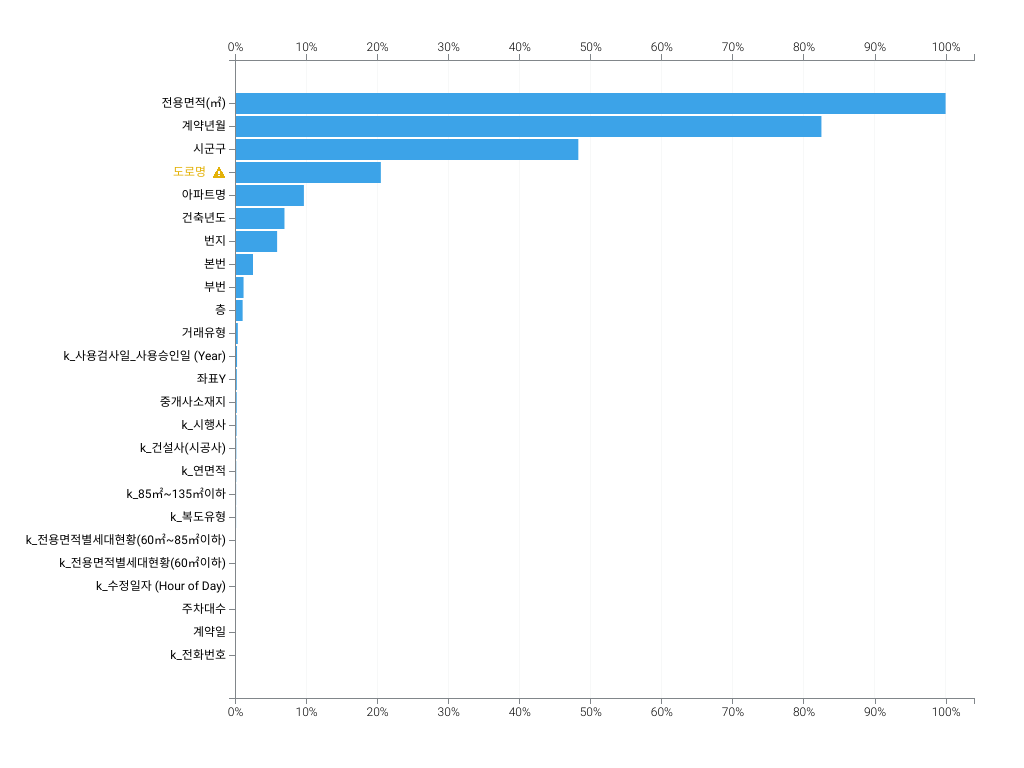 0% 10% 20% 30% 40% 50% 60% 70% 80% 90% 100%
전용면적(㎡)
계약년월
시군구
도로명
아파트명
건축년도
번지
본번
부번
층
거래유형
k_사용검사일_사용승인일 (Year)
좌표Y
중개사소재지
k_시행사
k_건설사(시공사)
k_연면적
k_85㎡~135㎡이하
k_복도유형
k_전용면적별세대현황(60㎡~85㎡이하)
k_전용면적별세대현황(60㎡이하)
k_수정일자 (Hour of Day)
주차대수
계약일
k_전화번호
0% 10% 20% 30% 40% 50% 60% 70% 80% 90% 100%